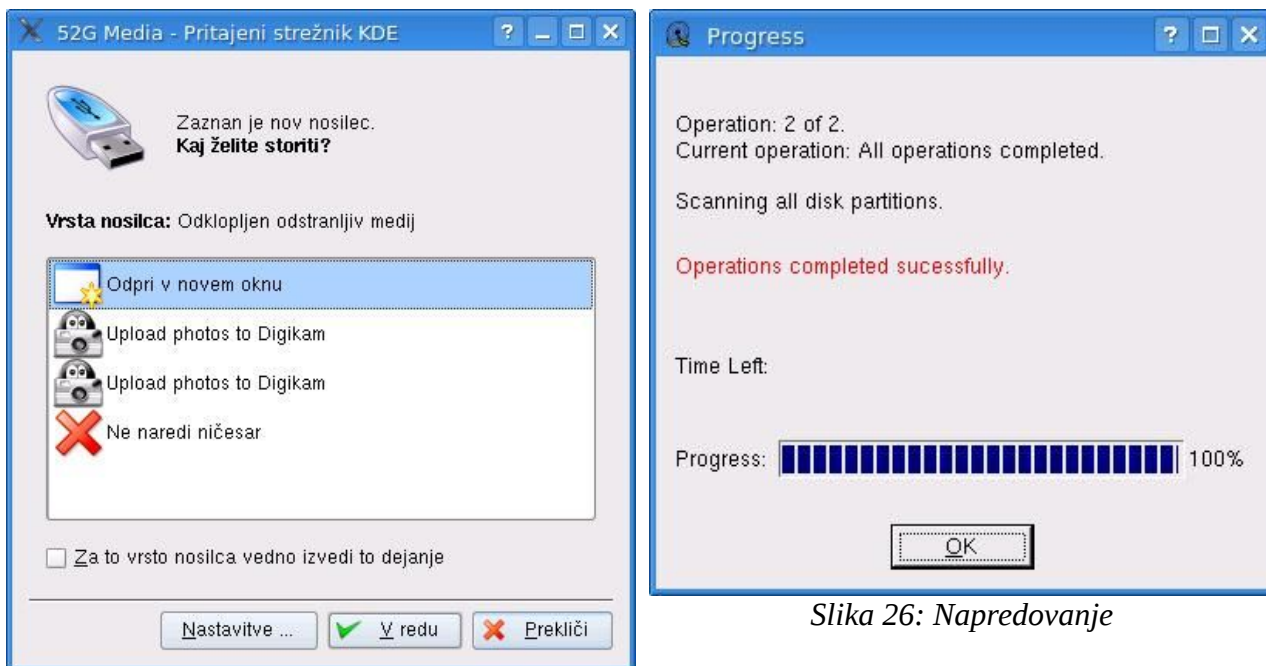 52G Media - Pritajeni strežnik KDE
Zaznan je nov nosilec.
Kaj želite storiti?
Vrsta nosilca: Odklopljen odstranljiv medij
Odpri v novem oknu
Upload photos to Digikam
Upload photos to Digikam
Ne naredi ničesar
Za to vrsto nosilca vedno izvedi to dejanje
Nastavitve ...
V redu
Prekliči
Progress
Operation: 2 of 2.
Current operation: All operations completed.
Scanning all disk partitions.
Operations completed sucessfully.
Time Left:
Progress: 100%
OK
Slika 26: Napredovanje